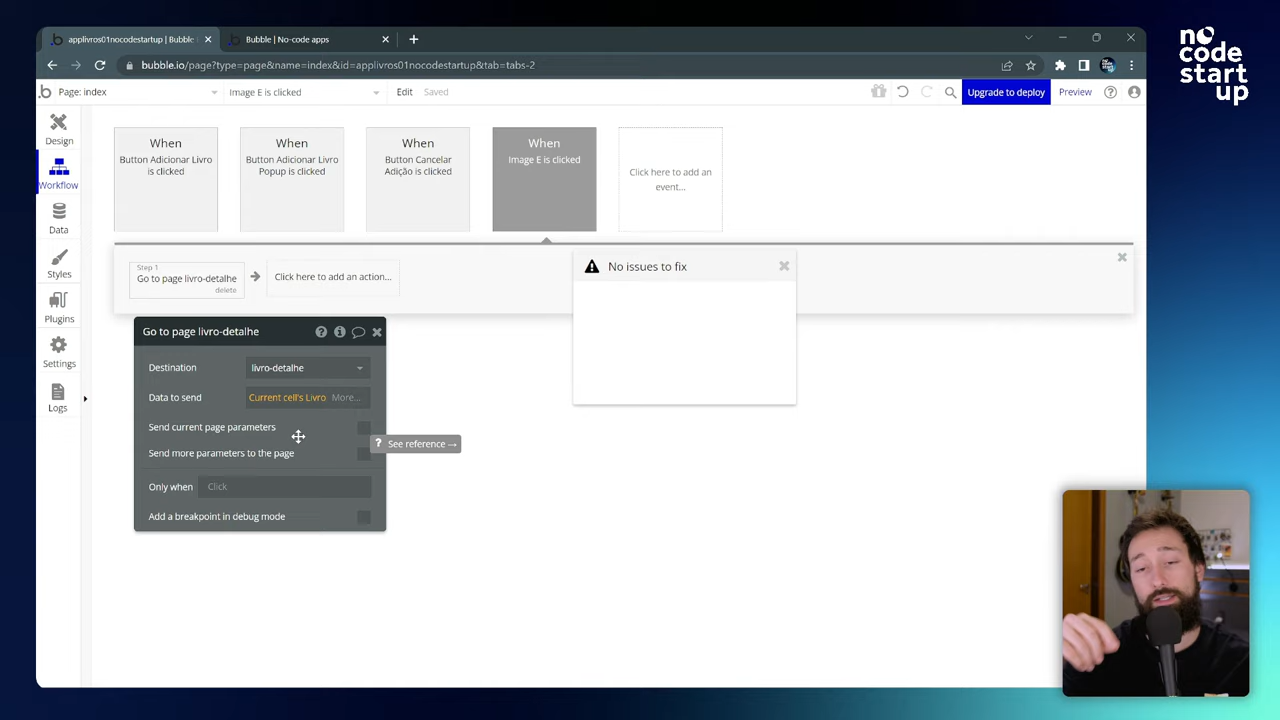 applivros01nocodestartup | Bubble
Bubble | No-code apps
no
code
start
up
bubble.io/page?type=page&name=index&id=applivros01nocodestartup&tab=tabs-2
Page: index
Image E is clicked
Edit
Saved
Upgrade to deploy
Preview
Design
Workflow
Data
Styles
Plugins
Settings
Logs
When
Button Adicionar Livro
is clicked
When
Button Adicionar Livro
Popup is clicked
When
Button Cancelar
Adição is clicked
When
Image E is clicked
Click here to add an
event...
Step 1
Go to page livro-detalhe
delete
Click here to add an action...
No issues to fix
Go to page livro-detalhe
Destination
livro-detalhe
Data to send
Current cell's Livro More...
Send current page parameters
? See reference →
Send more parameters to the page
Only when
Click
Add a breakpoint in debug mode